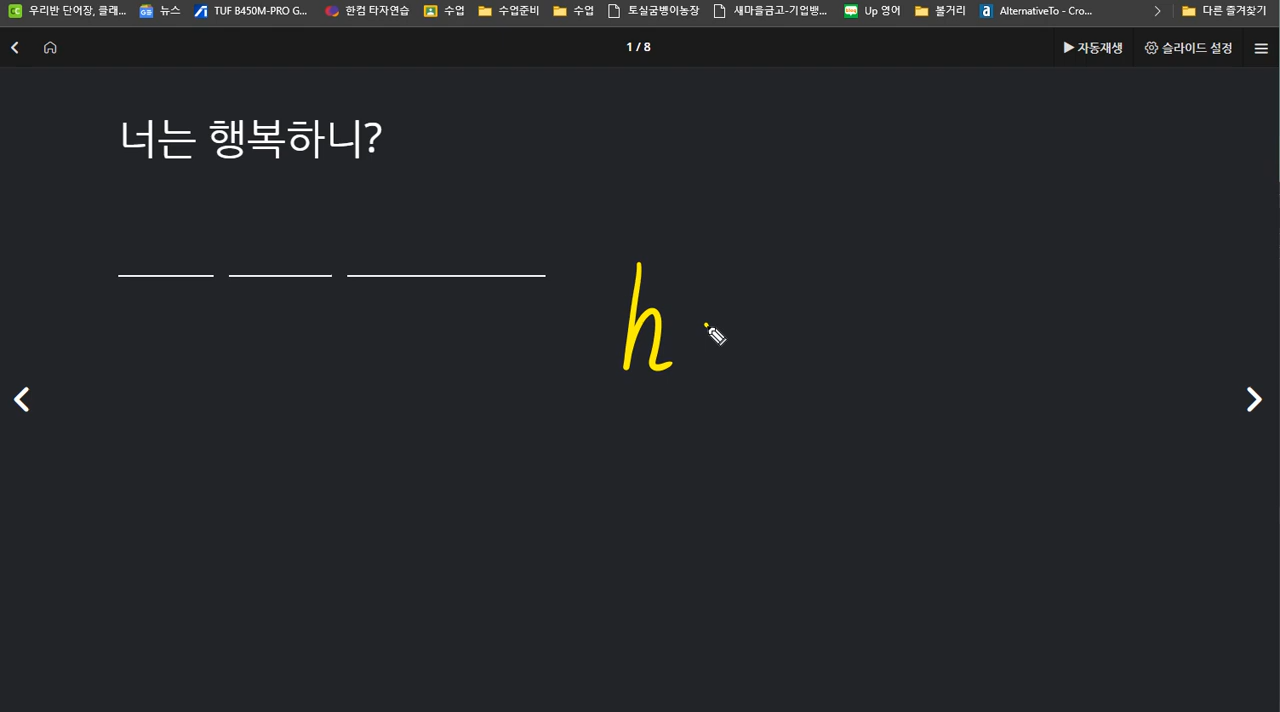 우리반 단어장, 클래... 뉴스 TUF B450M-PRO G... 한컴 타자연습 수업 수업준비 수업 토실굼벵이농장 새마을금고-기업뱅... Up 영어 볼거리 AlternativeTo - Cro... 다른 즐겨찾기
1 / 8 자동재생 슬라이드 설정
너는 행복하니?
h